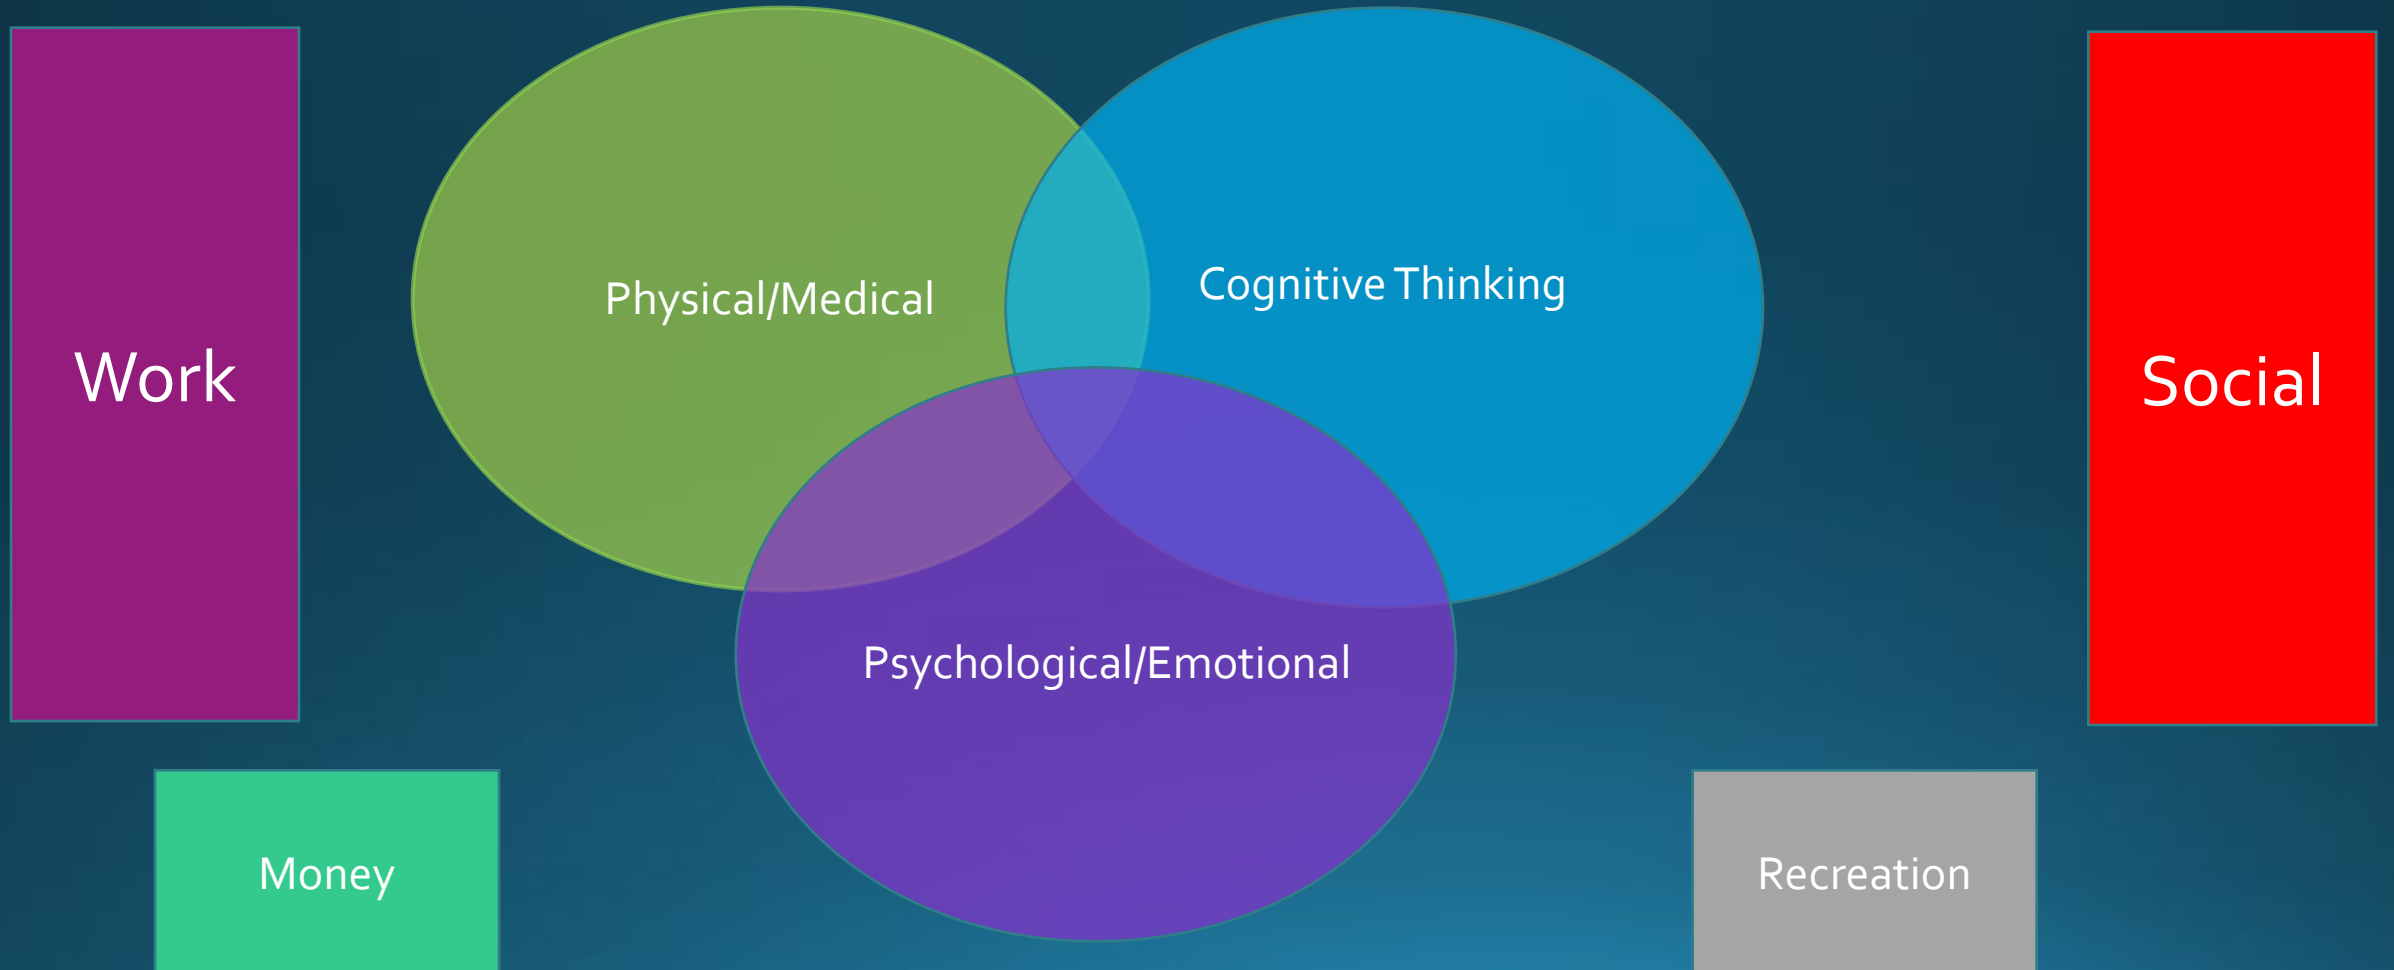 Work
Physical/Medical
Cognitive Thinking
Social
Psychological/Emotional
Money
Recreation